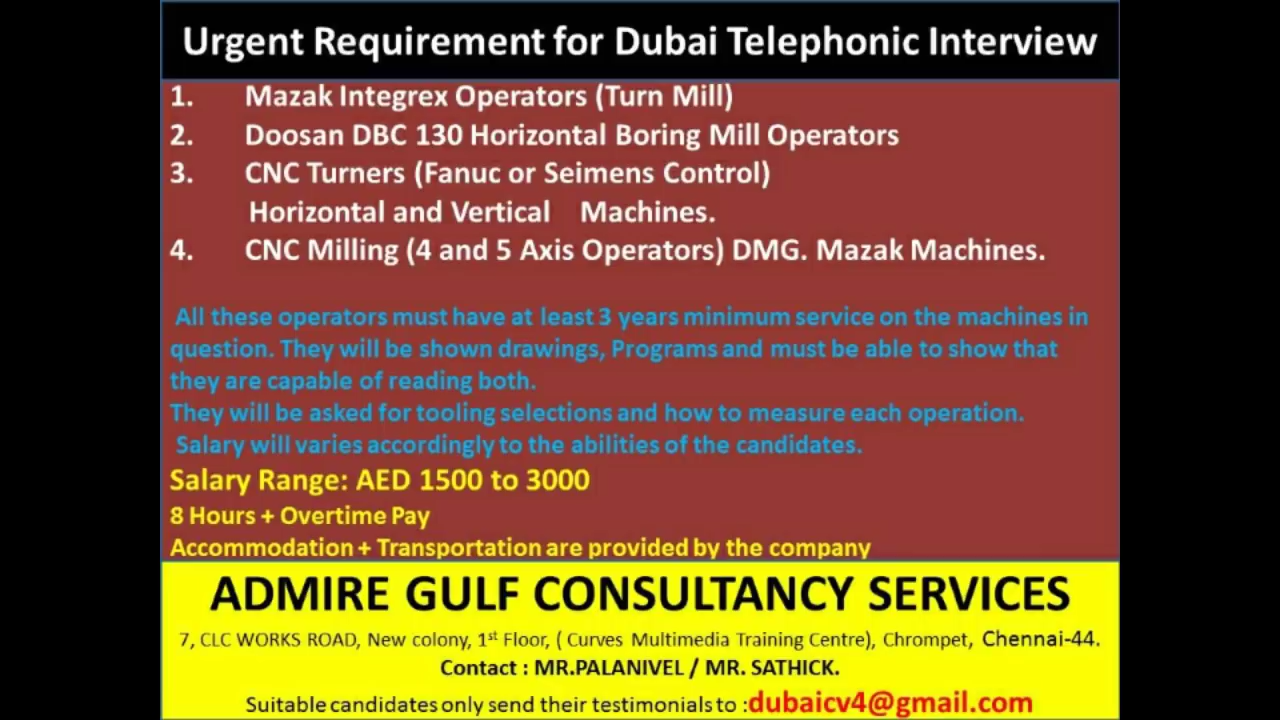 Urgent Requirement for Dubai Telephonic Interview
1. Mazak Integrex Operators (Turn Mill)
2. Doosan DBC 130 Horizontal Boring Mill Operators
3. CNC Turners (Fanuc or Seimens Control)
Horizontal and Vertical Machines.
4. CNC Milling (4 and 5 Axis Operators) DMG. Mazak Machines.
All these operators must have at least 3 years minimum service on the machines in
question. They will be shown drawings, Programs and must be able to show that
they are capable of reading both.
They will be asked for tooling selections and how to measure each operation.
Salary will varies accordingly to the abilities of the candidates.
Salary Range: AED 1500 to 3000
8 Hours + Overtime Pay
Accommodation + Transportation are provided by the company
ADMIRE GULF CONSULTANCY SERVICES
7, CLC WORKS ROAD, New colony, 1st Floor, ( Curves Multimedia Training Centre), Chrompet, Chennai-44.
Contact : MR.PALANIVEL / MR. SATHICK.
Suitable candidates only send their testimonials to :dubaicv4@gmail.com